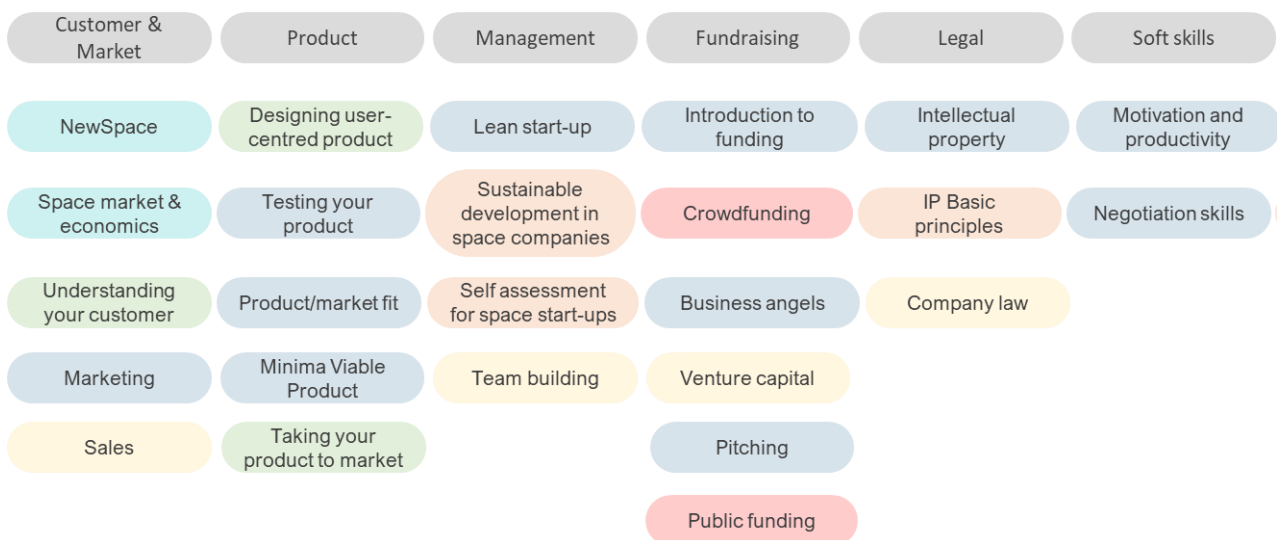 Customer &
Market
Product
Management
Fundraising
Legal
Soft skills
NewSpace
Designing user-
centred product
Lean start-up
Introduction to
funding
Intellectual
property
Motivation and
productivity
Space market &
economics
Testing your
product
Sustainable
development in
space companies
Crowdfunding
IP Basic
principles
Negotiation skills
Understanding
your customer
Product/market fit
Self assessment
for space start-ups
Business angels
Company law
Marketing
Minima Viable
Product
Team building
Venture capital
Sales
Taking your
product to market
Pitching
Public funding